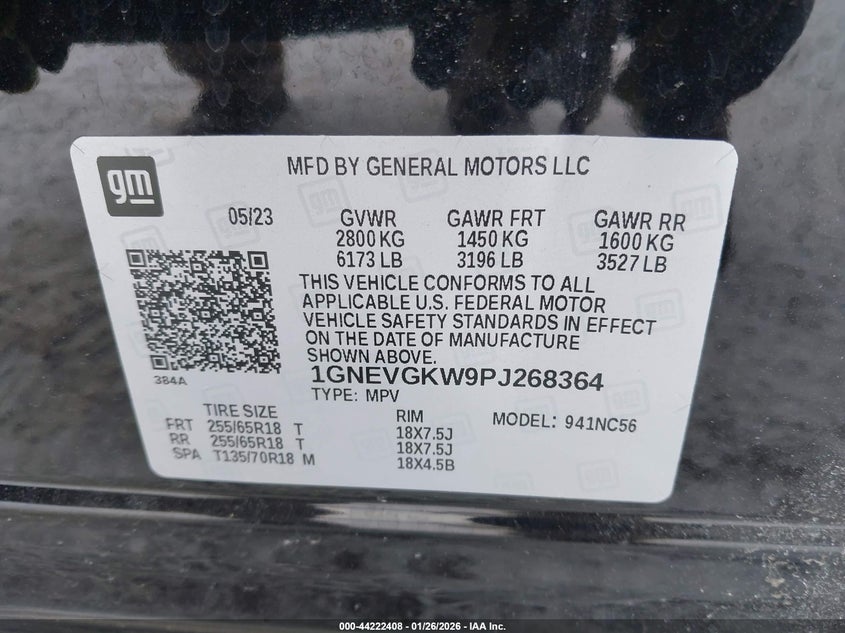 gm
MFD BY GENERAL MOTORS LLC
05/23 GVWR GAWR FRT GAWR RR
2800 KG 1450 KG 1600 KG
6173 LB 3196 LB 3527 LB
THIS VEHICLE CONFORMS TO ALL
APPLICABLE U.S. FEDERAL MOTOR
VEHICLE SAFETY STANDARDS IN EFFECT
ON THE DATE OF MANUFACTURE
SHOWN ABOVE.
384A
1GNEVGKW9PJ268364
TYPE: MPV
TIRE SIZE RIM MODEL: 941NC56
FRT 255/65R18 T 18X7.5J
RR 255/65R18 T 18X7.5J
SPA T135/70R18 M 18X4.5B
000-44222408 - 01/26/2026 - IAA Inc.